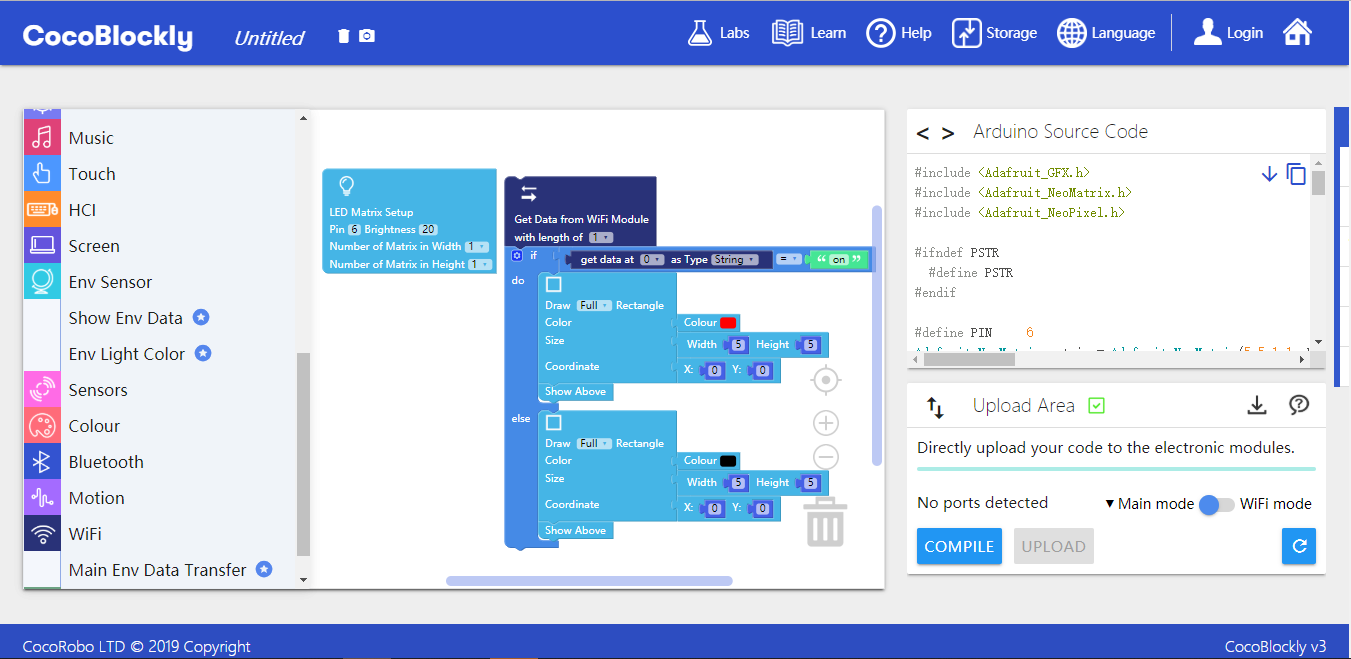 CocoBlockly
Untitled
Labs
Learn
Help
Storage
Language
Login
Music
Touch
HCI
Screen
Env Sensor
Show Env Data
Env Light Color
Sensors
Colour
Bluetooth
Motion
WiFi
Main Env Data Transfer
LED Matrix Setup
Pin 6 Brightness 20
Number of Matrix in Width 1
Number of Matrix in Height 1
Get Data from WiFi Module
with length of 1
if get data at 0 as Type String = “ on ”
do
Draw Full Rectangle
Color Colour
Size Width 5 Height 5
Coordinate X: 0 Y: 0
Show Above
else
Draw Full Rectangle
Color Colour
Size Width 5 Height 5
Coordinate X: 0 Y: 0
Show Above
< > Arduino Source Code
#include <Adafruit_GFX.h>
#include <Adafruit_NeoMatrix.h>
#include <Adafruit_NeoPixel.h>
#ifndef PSTR
#define PSTR
#endif
#define PIN 6
Upload Area
Directly upload your code to the electronic modules.
No ports detected
▼ Main mode WiFi mode
COMPILE UPLOAD
CocoRobo LTD © 2019 Copyright
CocoBlockly v3